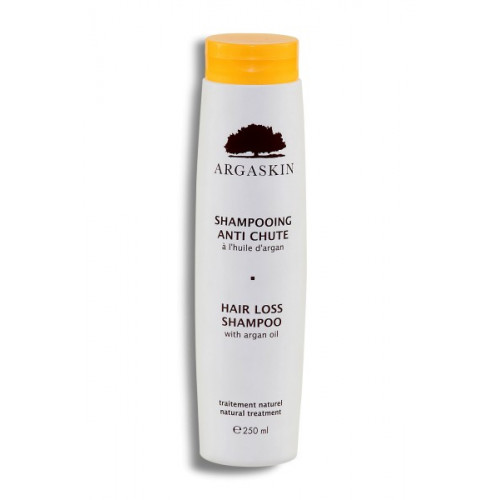 ARGASKIN
SHAMPOOING
ANTI CHUTE
à l'huile d'argan
HAIR LOSS
SHAMPOO
with argan oil
traitement naturel
natural treatment
℮ 250 ml